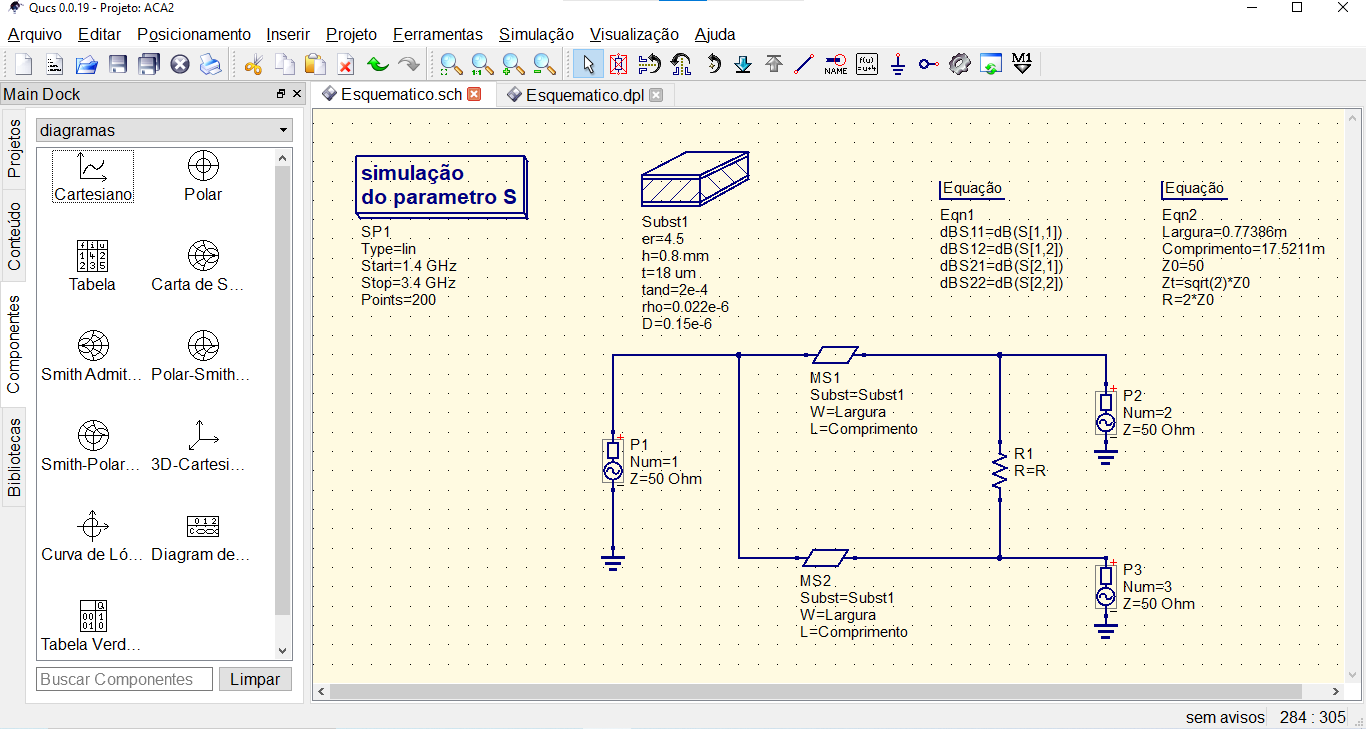 Qucs 0.0.19 - Projeto: ACA2
Arquivo Editar Posicionamento Inserir Projeto Ferramentas Simulação Visualização Ajuda
1:1
NAME
f(u)
ω=u+4
M1
Main Dock
Esquematico.sch
Esquematico.dpl
Projetos
Conteúdo
Componentes
Bibliotecas
diagramas
Cartesiano
Polar
Tabela
Carta de S...
Smith Admit...
Polar-Smith...
Smith-Polar...
3D-Cartesi...
Curva de Ló...
Diagram de...
Tabela Verd...
Buscar Componentes
Limpar
simulação
do parametro S
SP1
Type=lin
Start=1.4 GHz
Stop=3.4 GHz
Points=200
Subst1
er=4.5
h=0.8 mm
t=18 um
tand=2e-4
rho=0.022e-6
D=0.15e-6
Equação
Eqn1
dBS11=dB(S[1,1])
dBS12=dB(S[1,2])
dBS21=dB(S[2,1])
dBS22=dB(S[2,2])
Equação
Eqn2
Largura=0.77386m
Comprimento=17.5211m
Z0=50
Zt=sqrt(2)*Z0
R=2*Z0
MS1
Subst=Subst1
W=Largura
L=Comprimento
P1
Num=1
Z=50 Ohm
R1
R=R
P2
Num=2
Z=50 Ohm
MS2
Subst=Subst1
W=Largura
L=Comprimento
P3
Num=3
Z=50 Ohm
sem avisos
284 : 305